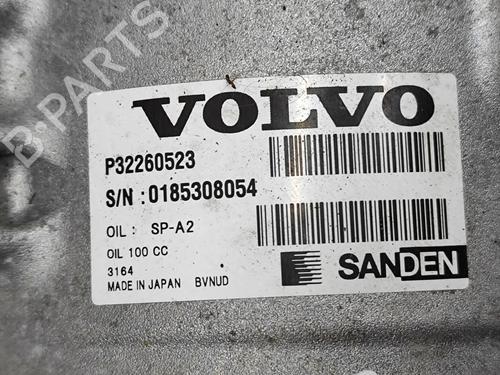 B-PARTS
VOLVO
P32260523
S/N :0185308054
OIL: SP-A2
OIL 100 CC
3164
MADE IN JAPAN BVNUD
SANDEN